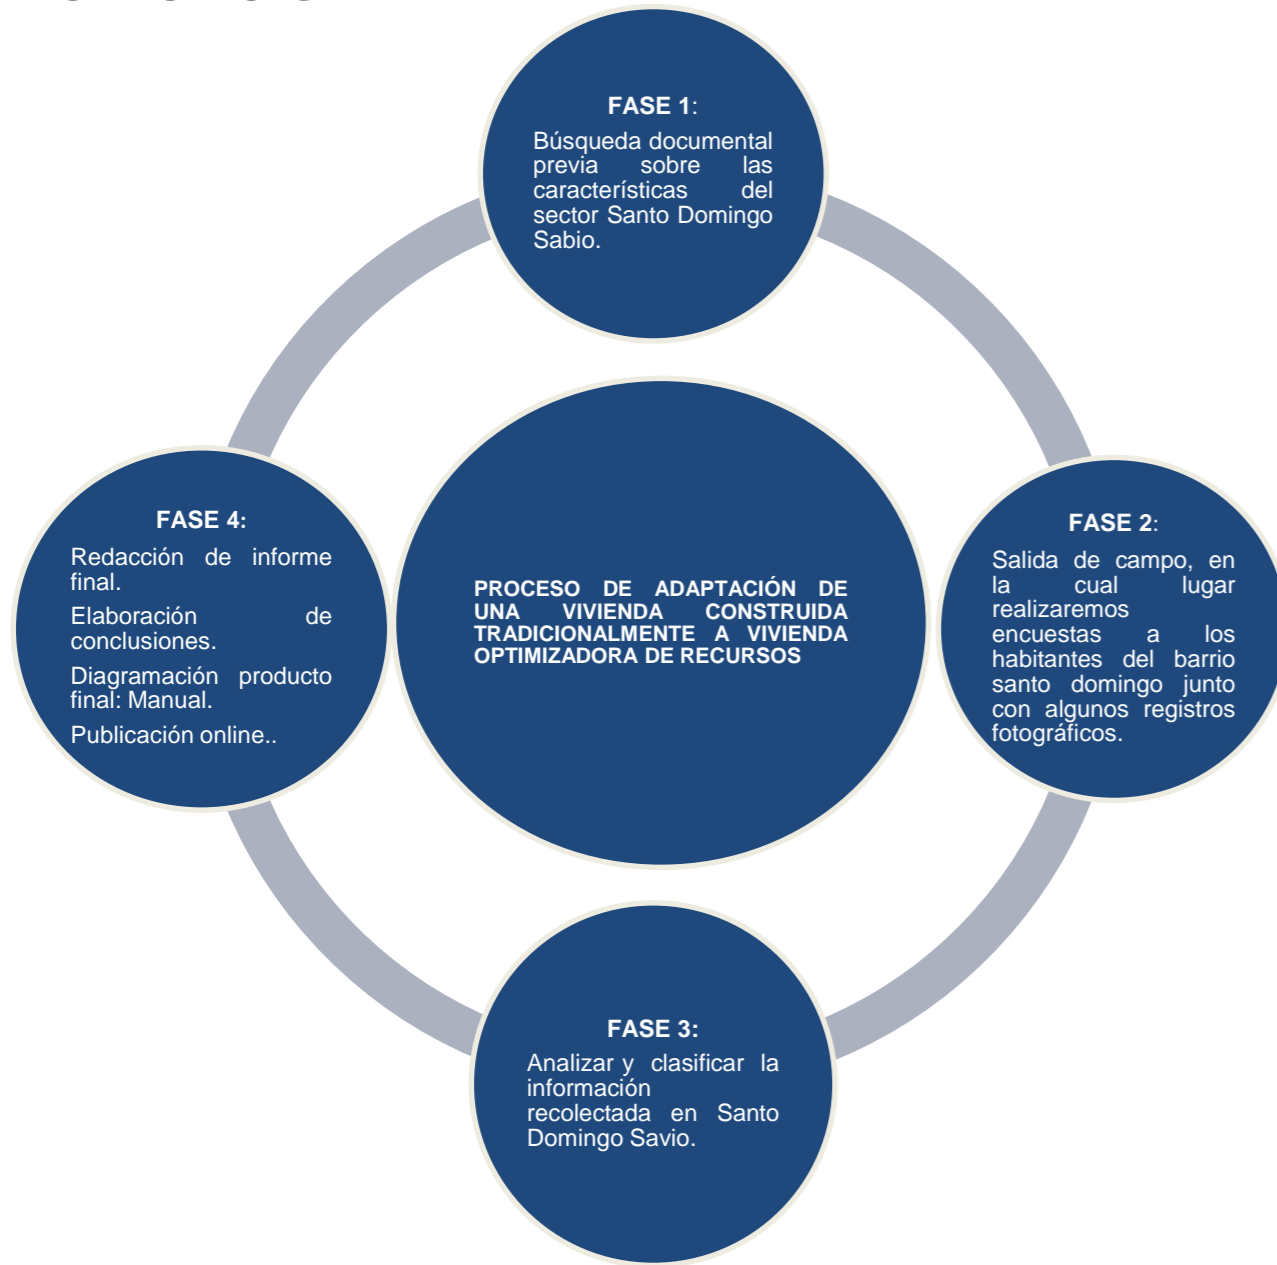 FASE 1:
Búsqueda documental
previa sobre las
características del
sector Santo Domingo
Sabio.
FASE 2:
Salida de campo, en
la cual lugar
realizaremos
encuestas a los
habitantes del barrio
santo domingo junto
con algunos registros
fotográficos.
PROCESO DE ADAPTACIÓN DE
UNA VIVIENDA CONSTRUIDA
TRADICIONALMENTE A VIVIENDA
OPTIMIZADORA DE RECURSOS
FASE 3:
Analizar y clasificar la
información
recolectada en Santo
Domingo Savio.
FASE 4:
Redacción de informe
final.
Elaboración de
conclusiones.
Diagramación producto
final: Manual.
Publicación online..